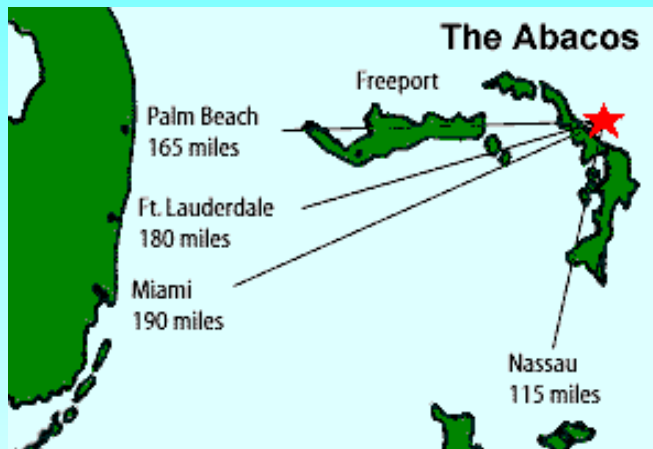 The Abacos
Freeport
Palm Beach
165 miles
Ft. Lauderdale
180 miles
Miami
190 miles
Nassau
115 miles